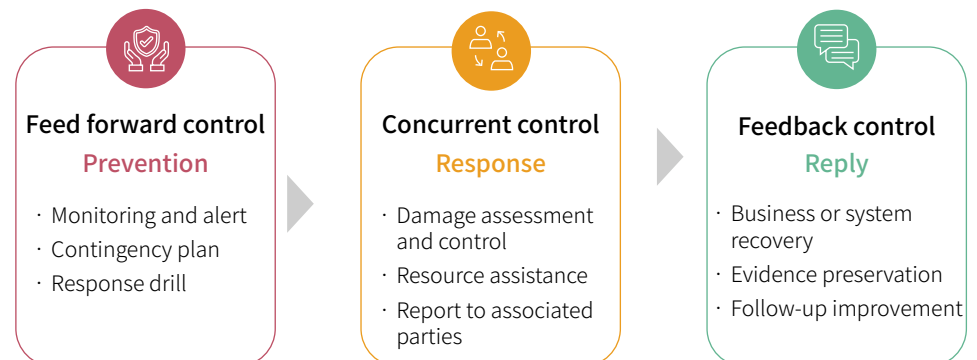 Feed forward control
Prevention
· Monitoring and alert
· Contingency plan
· Response drill
Concurrent control
Response
· Damage assessment
and control
· Resource assistance
· Report to associated
parties
Feedback control
Reply
· Business or system
recovery
· Evidence preservation
· Follow-up improvement